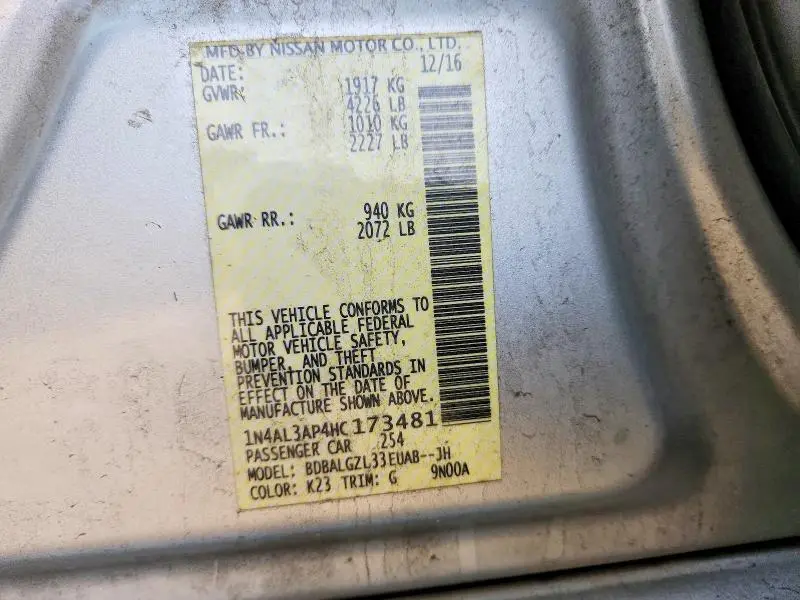 MFD BY NISSAN MOTOR CO., LTD.
DATE: 12/16
GVWR: 1917 KG
4226 LB
GAWR FR.: 1010 KG
2227 LB
GAWR RR.: 940 KG
2072 LB
THIS VEHICLE CONFORMS TO
ALL APPLICABLE FEDERAL
MOTOR VEHICLE SAFETY,
BUMPER, AND THEFT
PREVENTION STANDARDS IN
EFFECT ON THE DATE OF
MANUFACTURE SHOWN ABOVE.
1N4AL3AP4HC173481
PASSENGER CAR 254
MODEL: BDBALGZL33EUAB--JH
COLOR: K23 TRIM: G 9N00A